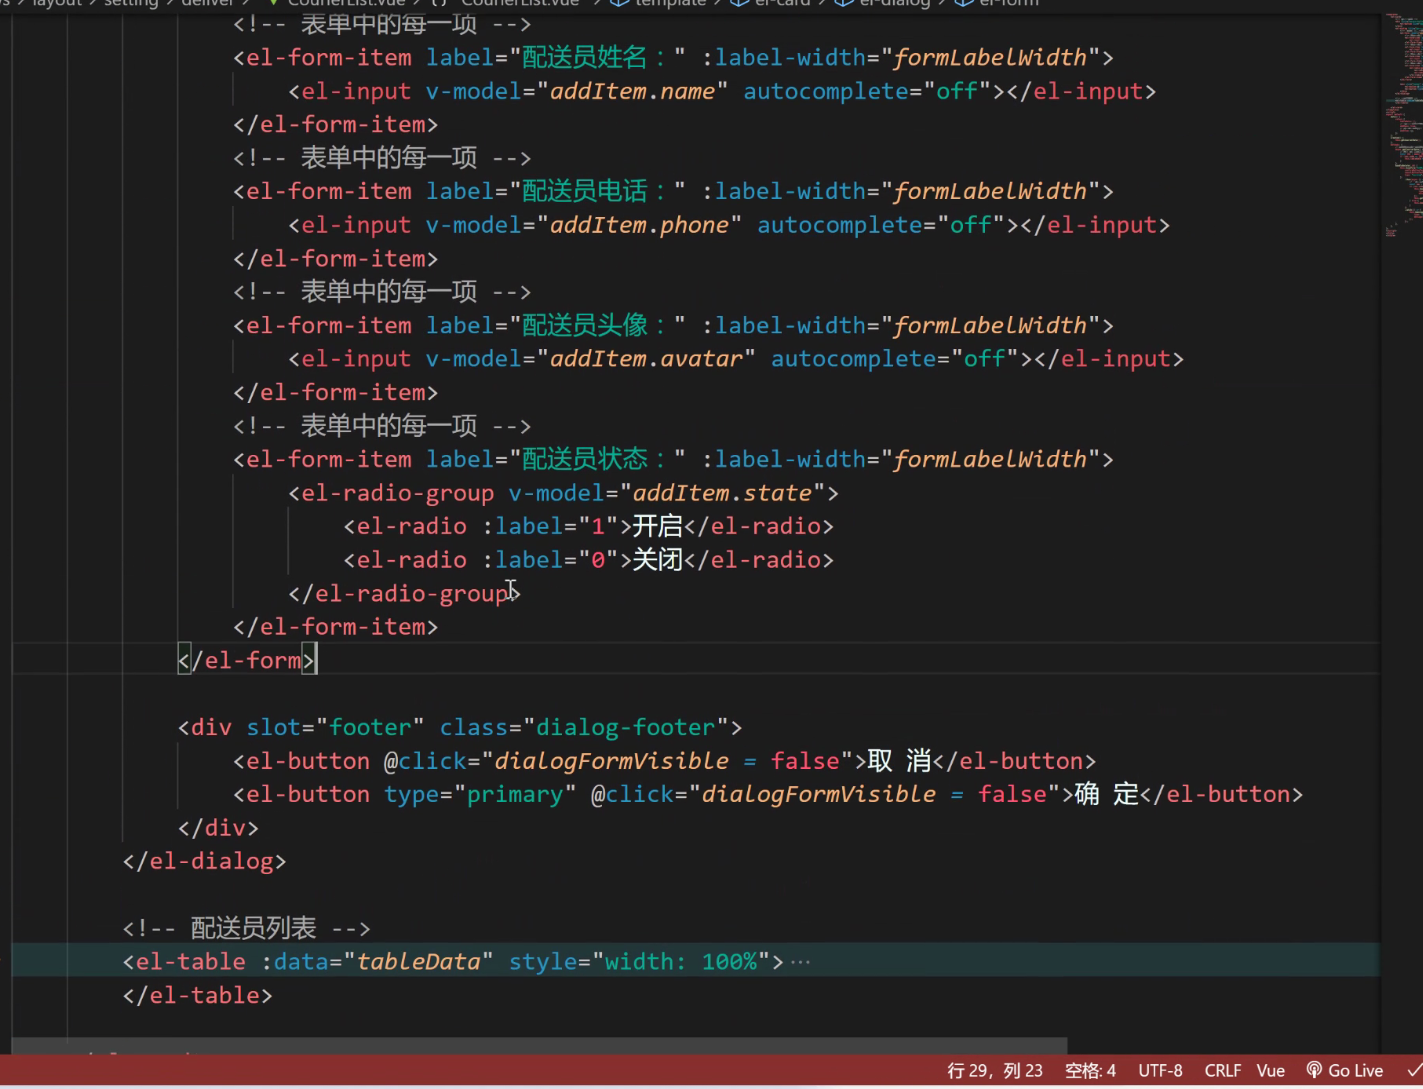 layout > setting > deliver > CourierList.vue > {} "CourierList.vue" > template > el-card > el-dialog > el-form
<!-- 表单中的每一项 -->
<el-form-item label="配送员姓名：" :label-width="formLabelWidth">
<el-input v-model="addItem.name" autocomplete="off"></el-input>
</el-form-item>
<!-- 表单中的每一项 -->
<el-form-item label="配送员电话：" :label-width="formLabelWidth">
<el-input v-model="addItem.phone" autocomplete="off"></el-input>
</el-form-item>
<!-- 表单中的每一项 -->
<el-form-item label="配送员头像：" :label-width="formLabelWidth">
<el-input v-model="addItem.avatar" autocomplete="off"></el-input>
</el-form-item>
<!-- 表单中的每一项 -->
<el-form-item label="配送员状态：" :label-width="formLabelWidth">
<el-radio-group v-model="addItem.state">
<el-radio :label="1">开启</el-radio>
<el-radio :label="0">关闭</el-radio>
</el-radio-group>
</el-form-item>
</el-form>
<div slot="footer" class="dialog-footer">
<el-button @click="dialogFormVisible = false">取 消</el-button>
<el-button type="primary" @click="dialogFormVisible = false">确 定</el-button>
</div>
</el-dialog>
<!-- 配送员列表 -->
<el-table :data="tableData" style="width: 100%">···
</el-table>
行 29，列 23 空格: 4 UTF-8 CRLF Vue Go Live